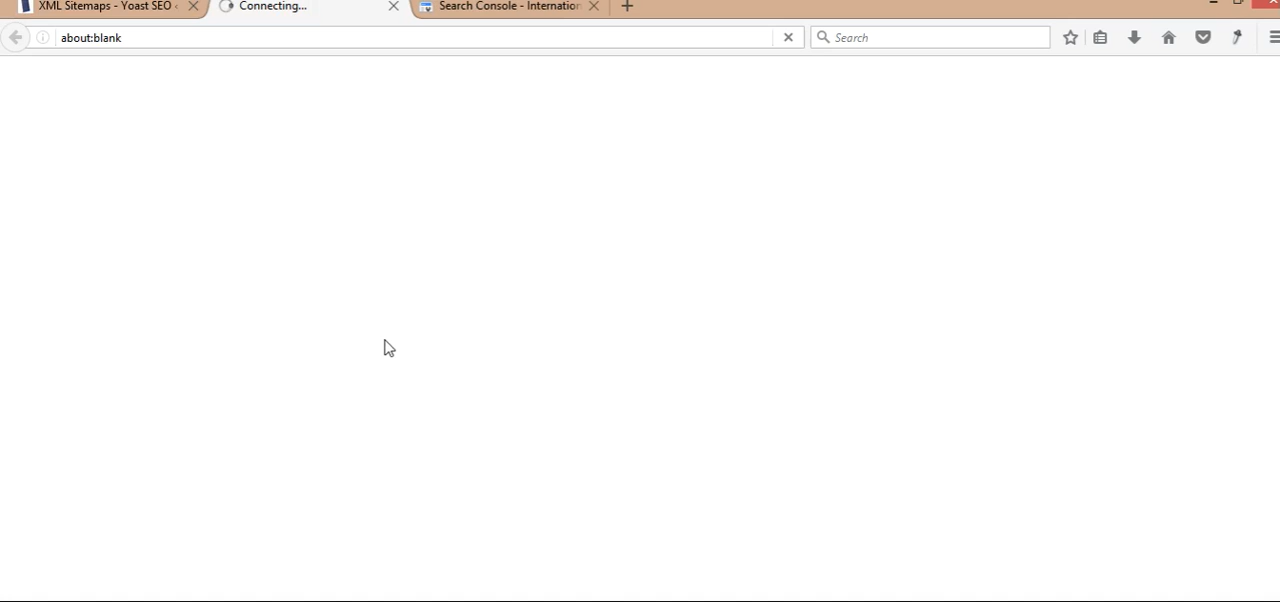 XML Sitemaps - Yoast SEO
Connecting...
Search Console - Internation
about:blank
Search